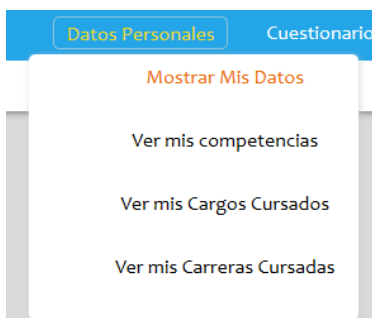 Datos Personales
Cuestionario
Mostrar Mis Datos
Ver mis competencias
Ver mis Cargos Cursados
Ver mis Carreras Cursadas